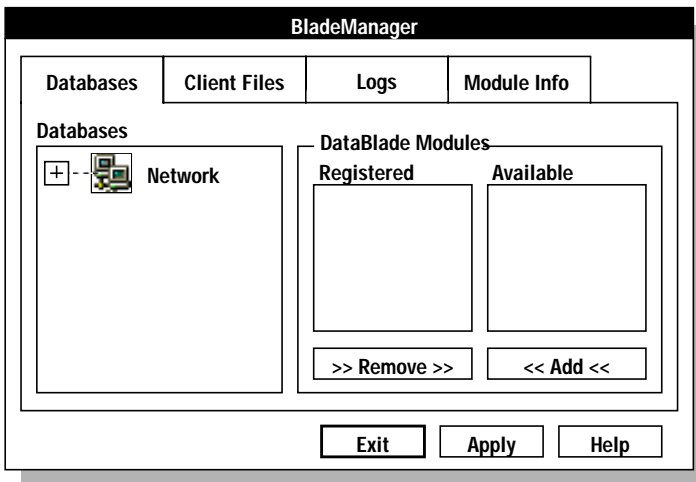 BladeManager
Databases
Client Files
Logs
Module Info
Databases
Network
DataBlade Modules
Registered
Available
>> Remove >>
<< Add <<
Exit
Apply
Help